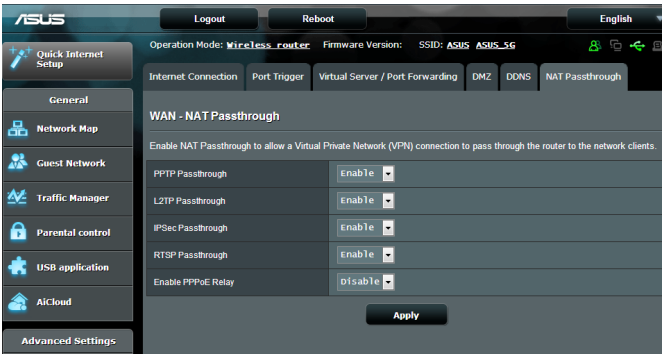 ASUS
Logout
Reboot
English
Quick Internet Setup
Operation Mode: Wireless router Firmware Version: SSID: ASUS ASUS_5G
Internet Connection
Port Trigger
Virtual Server / Port Forwarding
DMZ
DDNS
NAT Passthrough
General
Network Map
Guest Network
Traffic Manager
Parental control
USB application
AiCloud
Advanced Settings
WAN - NAT Passthrough
Enable NAT Passthrough to allow a Virtual Private Network (VPN) connection to pass through the router to the network clients.
PPTP Passthrough Enable
L2TP Passthrough Enable
IPSec Passthrough Enable
RTSP Passthrough Enable
Enable PPPoE Relay Disable
Apply